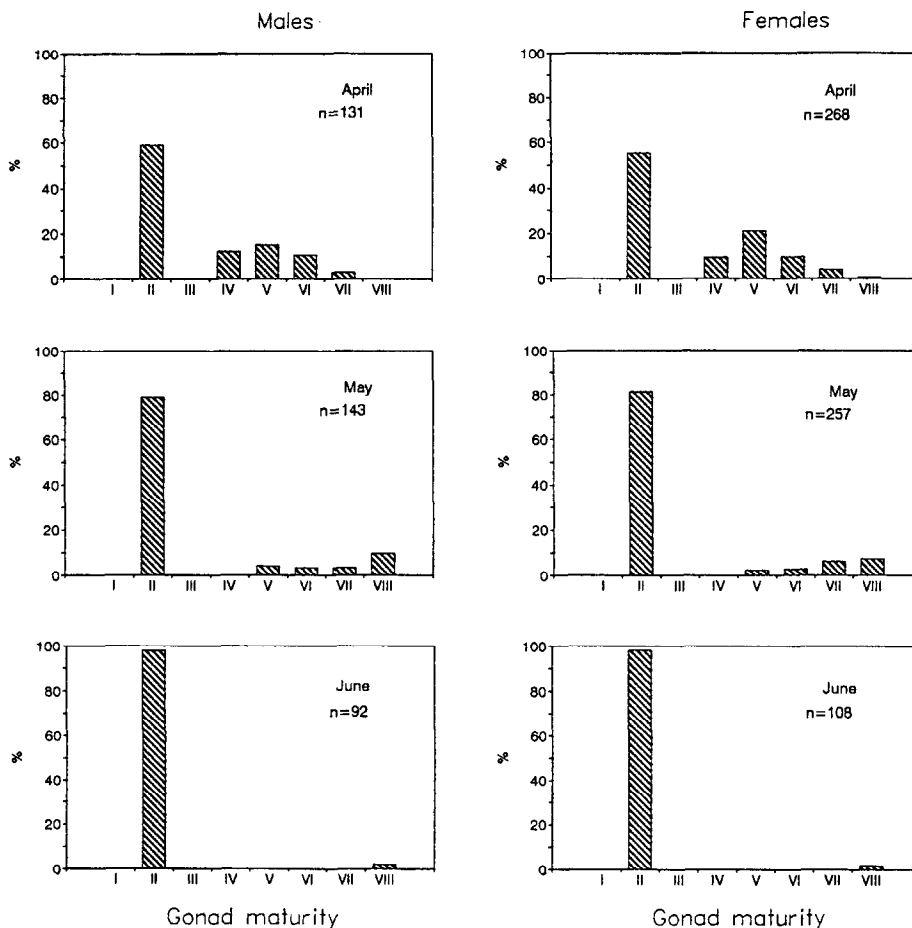 Males
Females
100
80
60
40
20
0
%
April
n=131
I II III IV V VI VII VIII
100
80
60
40
20
0
%
April
n=268
I II III IV V VI VII VIII
100
80
60
40
20
0
%
May
n=143
I II III IV V VI VII VIII
100
80
60
40
20
0
%
May
n=257
I II III IV V VI VII VIII
100
80
60
40
20
0
%
June
n=92
I II III IV V VI VII VIII
100
80
60
40
20
0
%
June
n=108
I II III IV V VI VII VIII
Gonad maturity
Gonad maturity